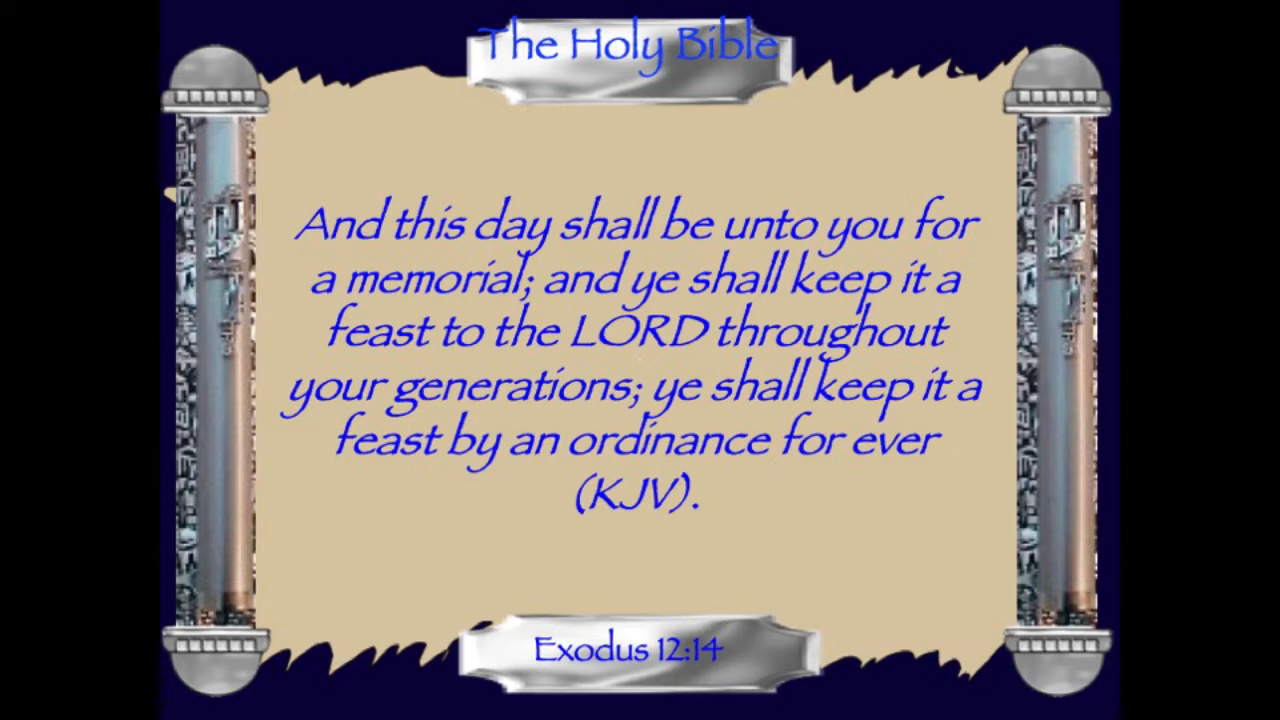 The Holy Bible
And this day shall be unto you for
a memorial; and ye shall keep it a
feast to the LORD throughout
your generations; ye shall keep it a
feast by an ordinance for ever
(KJV).
Exodus 12:14